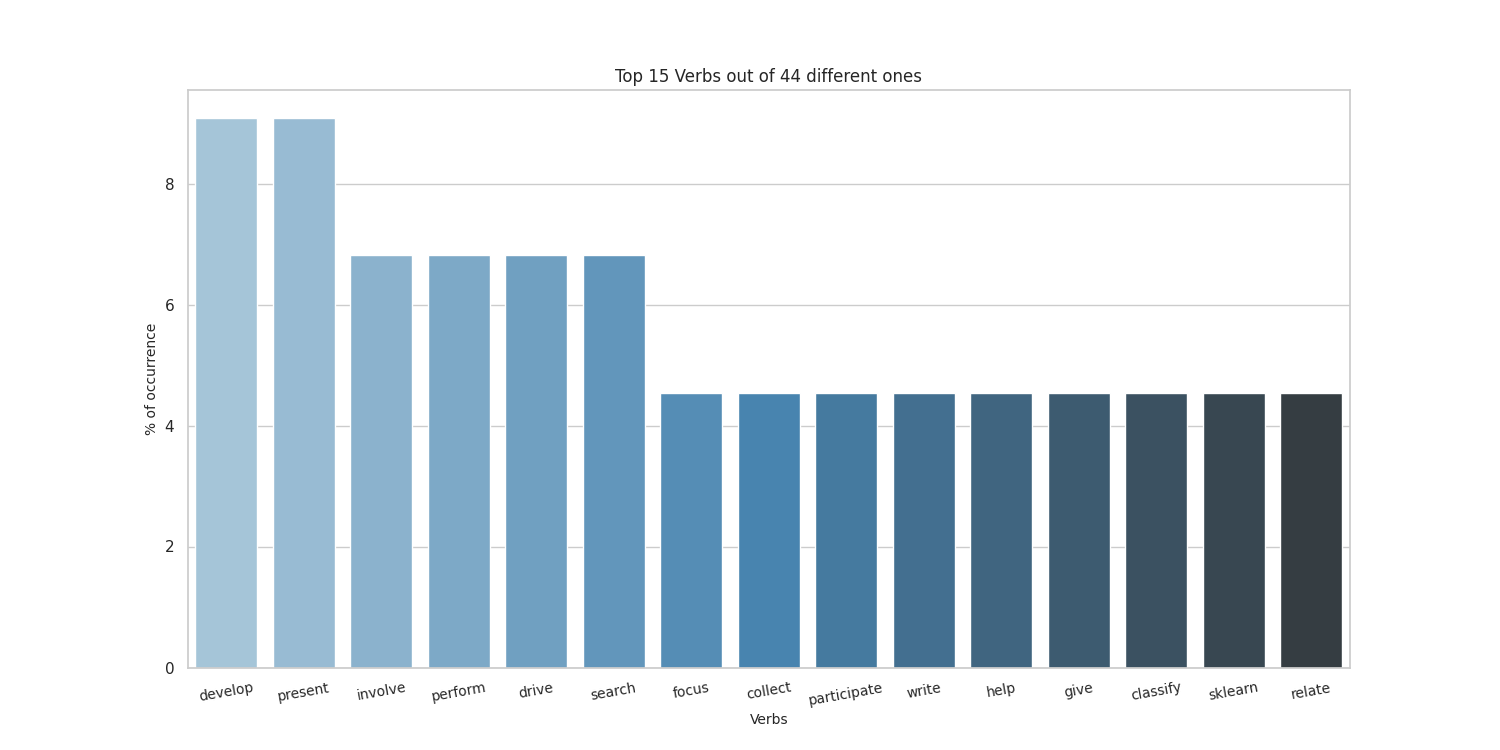 Top 15 Verbs out of 44 different ones
% of occurrence
8
6
4
2
0
develop present involve perform drive search focus collect participate write help give classify sklearn relate
Verbs